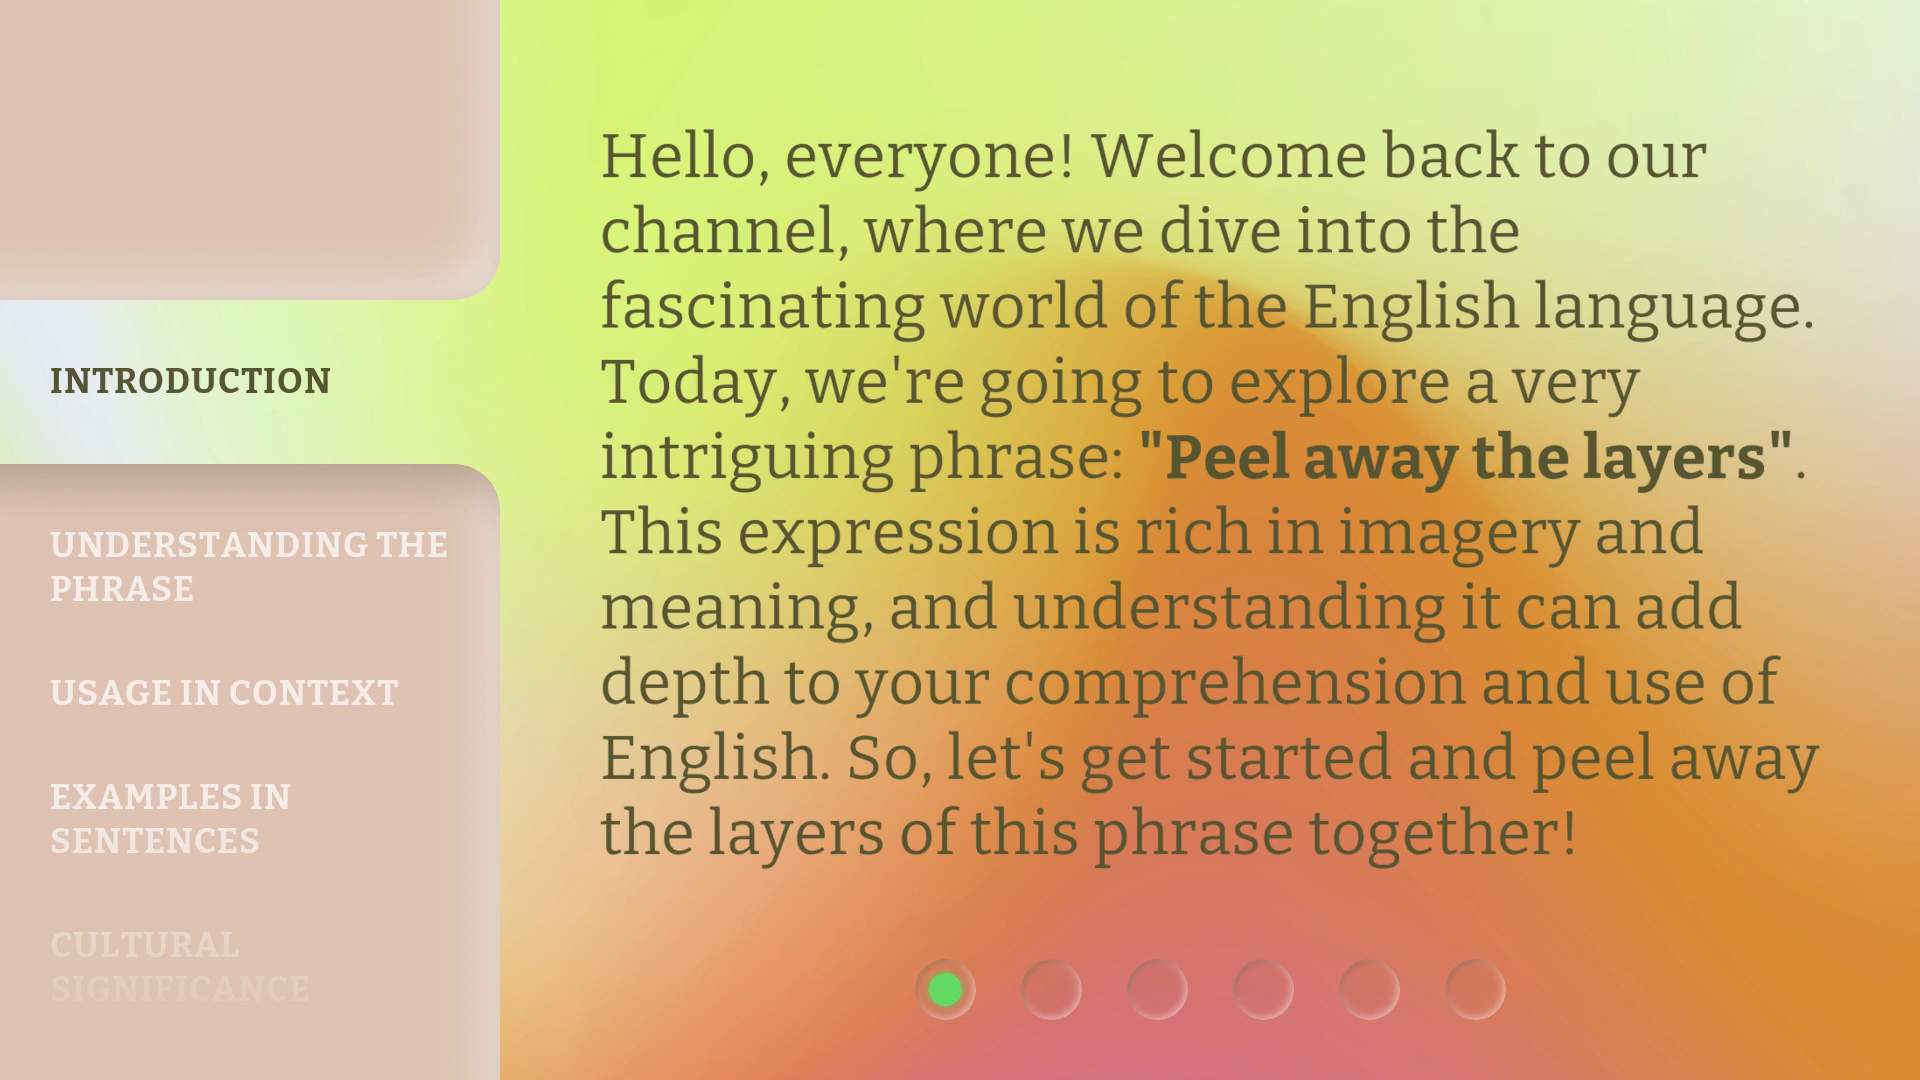 INTRODUCTION
UNDERSTANDING THE
PHRASE
USAGE IN CONTEXT
EXAMPLES IN
SENTENCES
CULTURAL
SIGNIFICANCE
Hello, everyone! Welcome back to our
channel, where we dive into the
fascinating world of the English language.
Today, we're going to explore a very
intriguing phrase: "Peel away the layers".
This expression is rich in imagery and
meaning, and understanding it can add
depth to your comprehension and use of
English. So, let's get started and peel away
the layers of this phrase together!